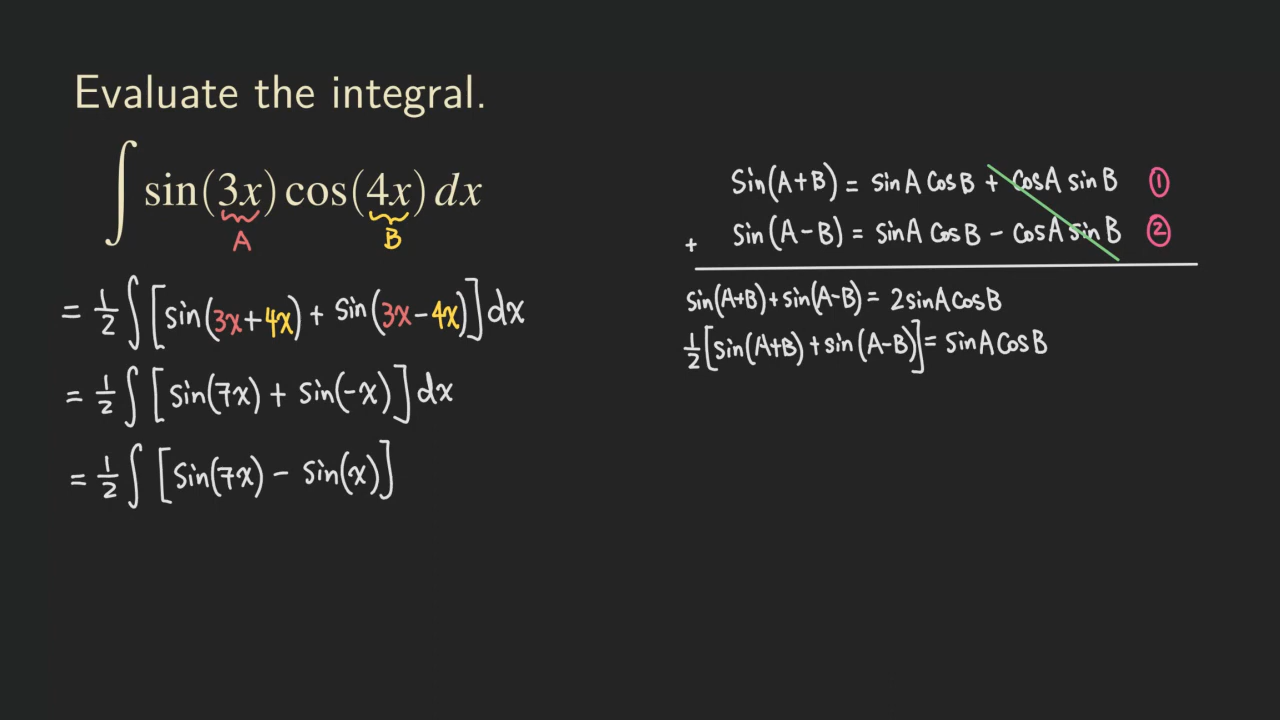 Evaluate the integral.
∫ sin(3x) cos(4x) dx
A B
= 1/2 ∫ [sin(3x+4x) + sin(3x-4x)] dx
= 1/2 ∫ [sin(7x) + sin(-x)] dx
= 1/2 ∫ [sin(7x) - sin(x)]
Sin(A+B) = sinA CosB + CosA sinB ①
+ Sin(A-B) = sinA CosB - CosA sinB ②
sin(A+B)+sin(A-B) = 2sinA CosB
1/2 [sin(A+B) + sin(A-B)] = sinA CosB